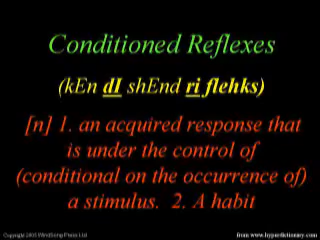 Conditioned Reflexes
(kEn dI shEnd ri flehks)
[n] 1. an acquired response that
is under the control of
(conditional on the occurrence of)
a stimulus. 2. A habit
Copyright 2005 WindSong Press Ltd
from www.hyperdictionary.com